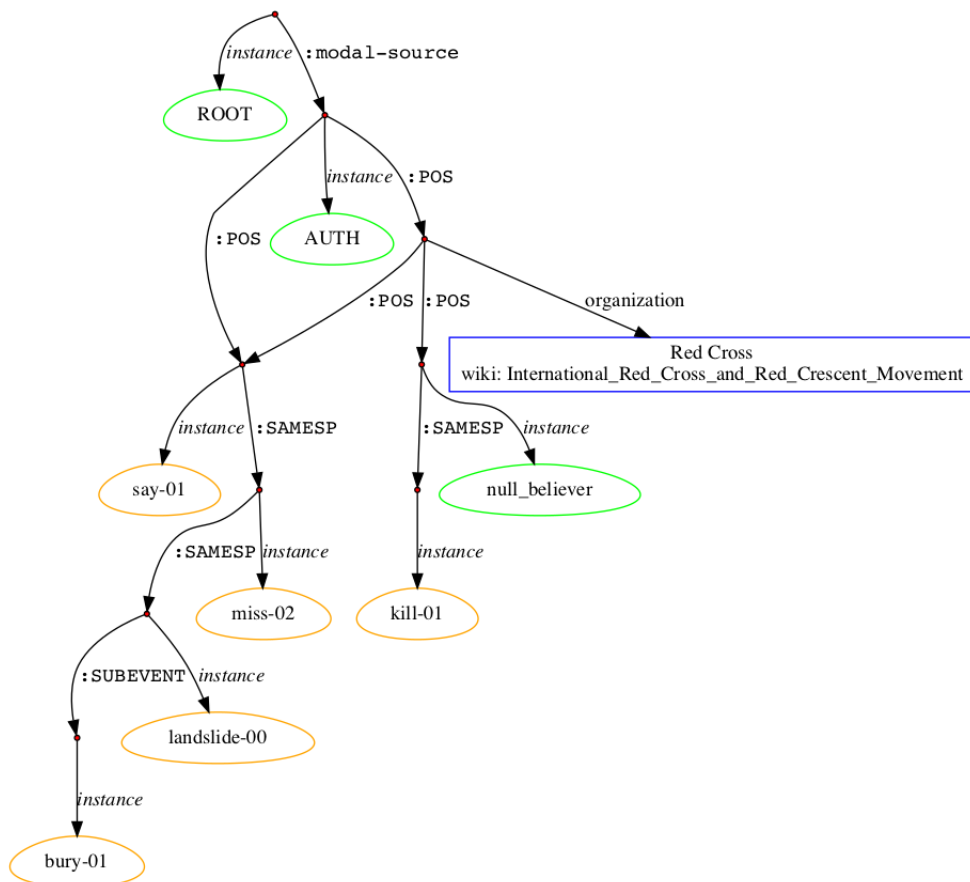 instance :modal-source
ROOT
instance :POS
:POS AUTH
:POS :POS organization
Red Cross
wiki: International_Red_Cross_and_Red_Crescent_Movement
instance :SAMESP :SAMESP instance
say-01 null_believer
:SAMESP instance instance
miss-02 kill-01
:SUBEVENT instance
landslide-00
instance
bury-01